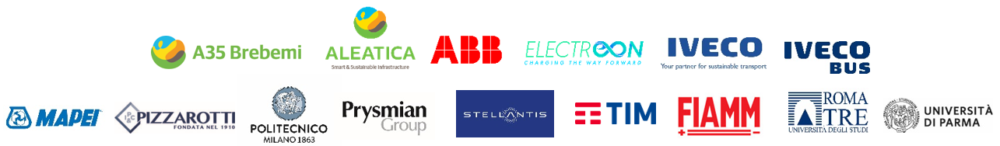 A35 Brebemi
ALEATICA
Smart & Sustainable Infrastructure
ABB
ELECTREON
CHARGING THE WAY FORWARD
IVECO
Your partner for sustainable transport
IVECO
BUS
MAPEI
PC
PIZZAROTTI
FONDATA NEL 1910
POLITECNICO
MILANO 1863
Prysmian
Group
STELLANTIS
TIM
FIAMM
ROMA
TRE
UNIVERSITÀ DEGLI STUDI
UNIVERSITÀ
DI PARMA